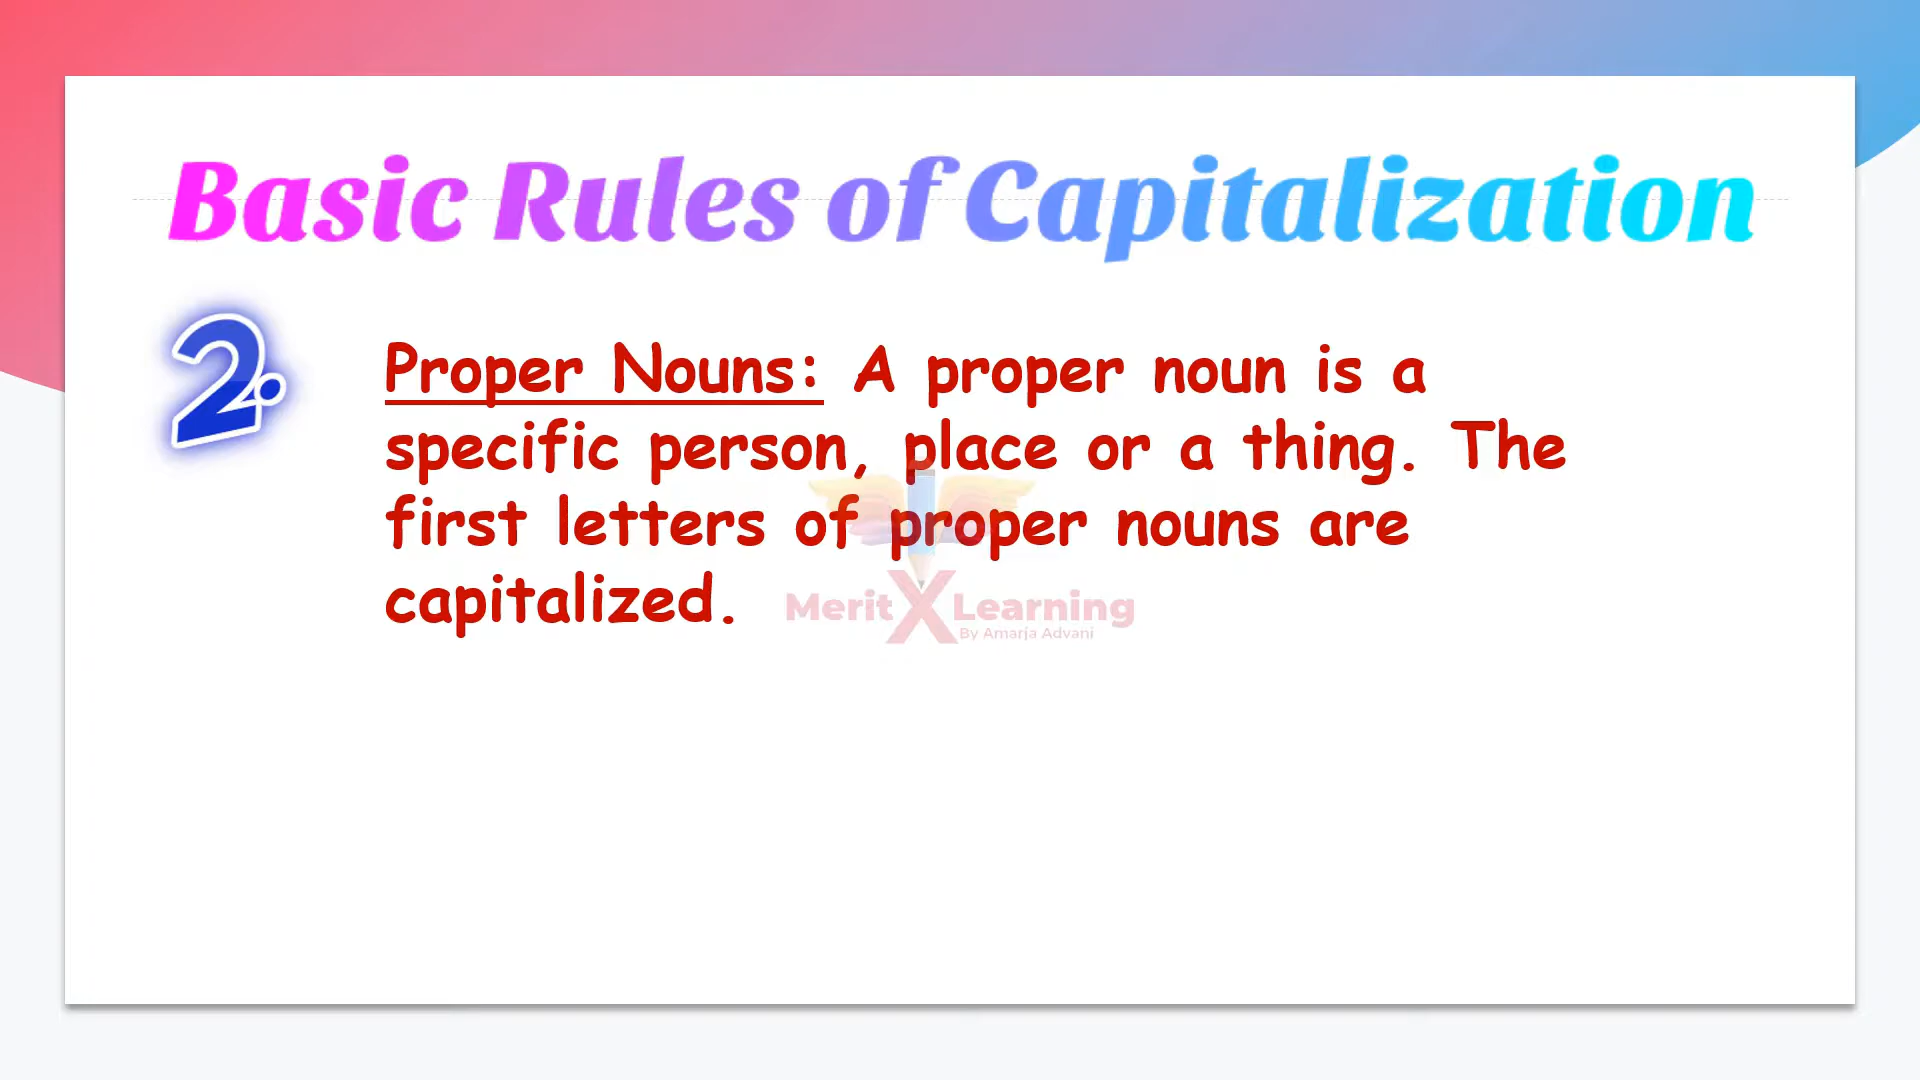 Basic Rules of Capitalization
2.
Proper Nouns: A proper noun is a
specific person, place or a thing. The
first letters of proper nouns are
capitalized.
Merit X Learning
By Amarja Advani